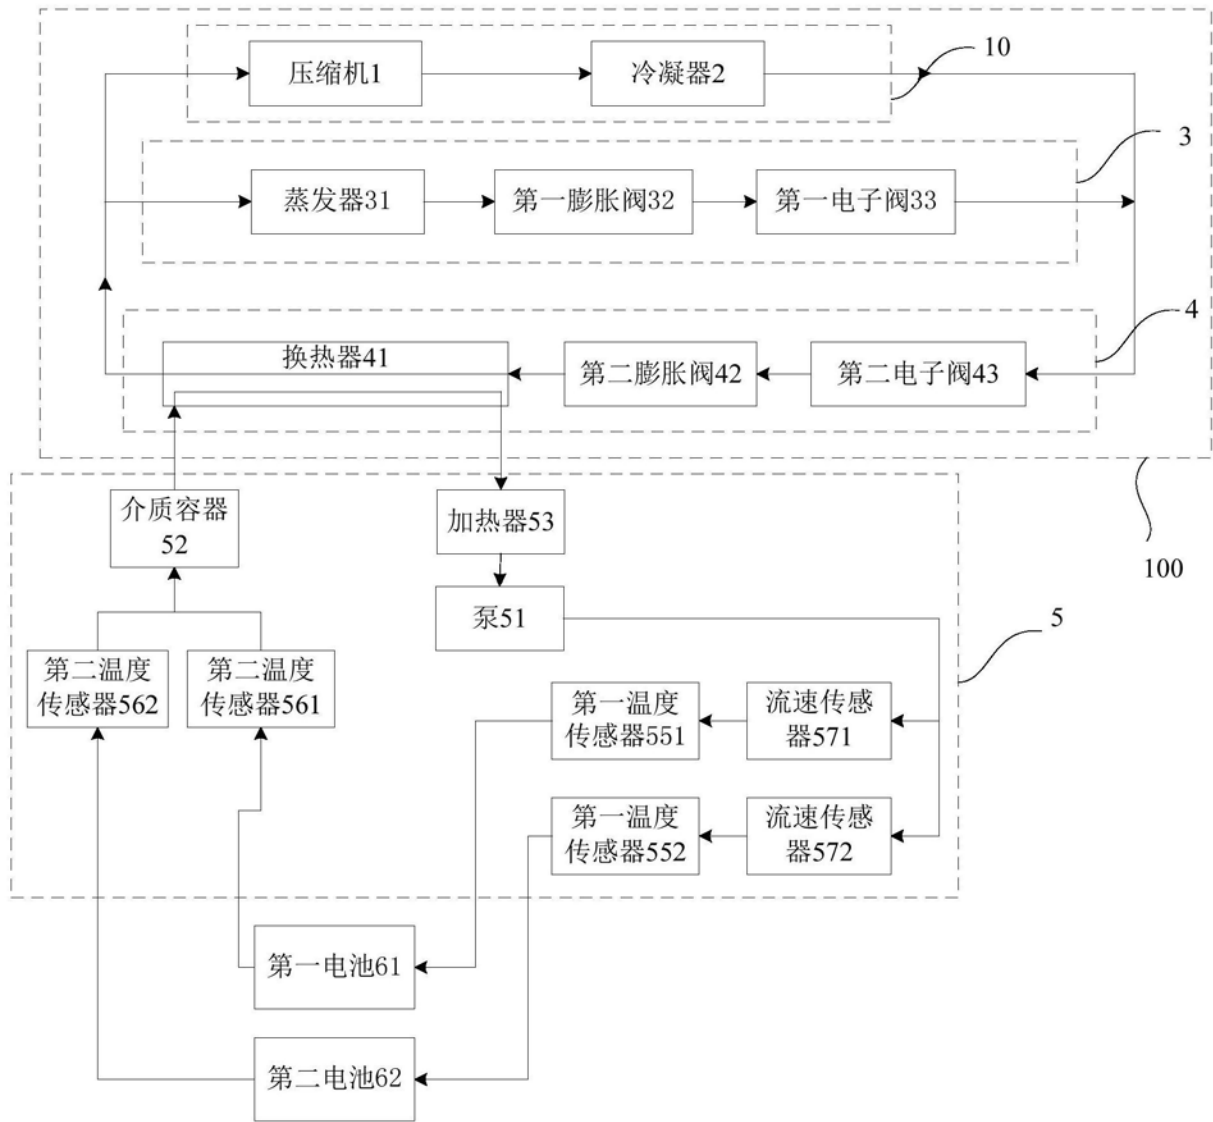 压缩机1
冷凝器2
10
3
蒸发器31
第一膨胀阀32
第一电子阀33
4
换热器41
第二膨胀阀42
第二电子阀43
100
介质容器
52
加热器53
泵51
5
第二温度
传感器562
第二温度
传感器561
第一温度
传感器551
流速传感
器571
第一温度
传感器552
流速传感
器572
第一电池61
第二电池62